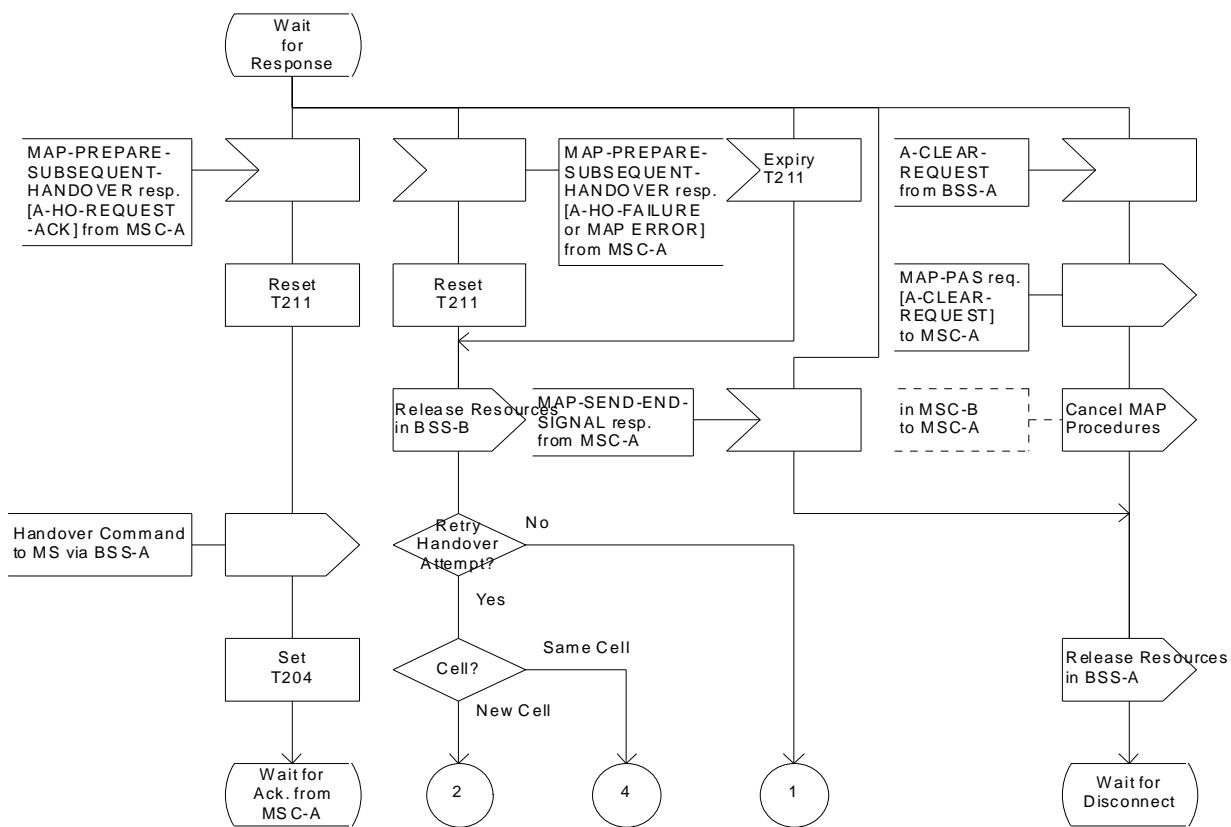 Wait
for
Response
MAP-PREPARE-
SUBSEQUENT-
HANDOVER resp.
[A-HO-REQUEST
-ACK] from MSC-A
MAP-PREPARE-
SUBSEQUENT-
HANDOVER resp.
[A-HO-FAILURE
or MAP ERROR]
from MSC-A
Expiry
T211
A-CLEAR-
REQUEST
from BSS-A
Reset
T211
Reset
T211
MAP-PAS req.
[A-CLEAR-
REQUEST]
to MSC-A
Release Resources
in BSS-B
MAP-SEND-END-
SIGNAL resp.
from MSC-A
in MSC-B
to MSC-A
Cancel MAP
Procedures
Handover Command
to MS via BSS-A
Retry
Handover
Attempt?
No
Yes
Set
T204
Cell?
Same Cell
New Cell
Release Resources
in BSS-A
Wait for
Ack. from
MSC-A
2
4
1
Wait for
Disconnect